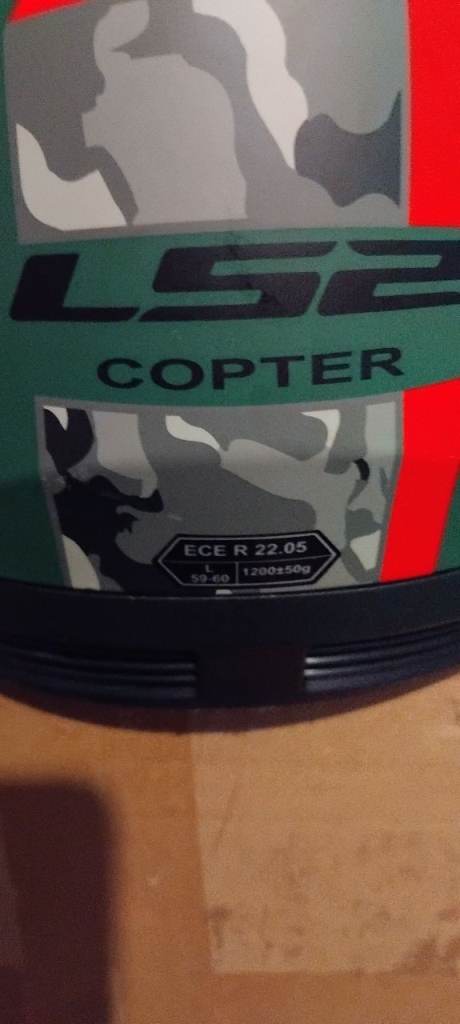 LS2
COPTER
ECE R 22.05
L
59-60
1200±50g